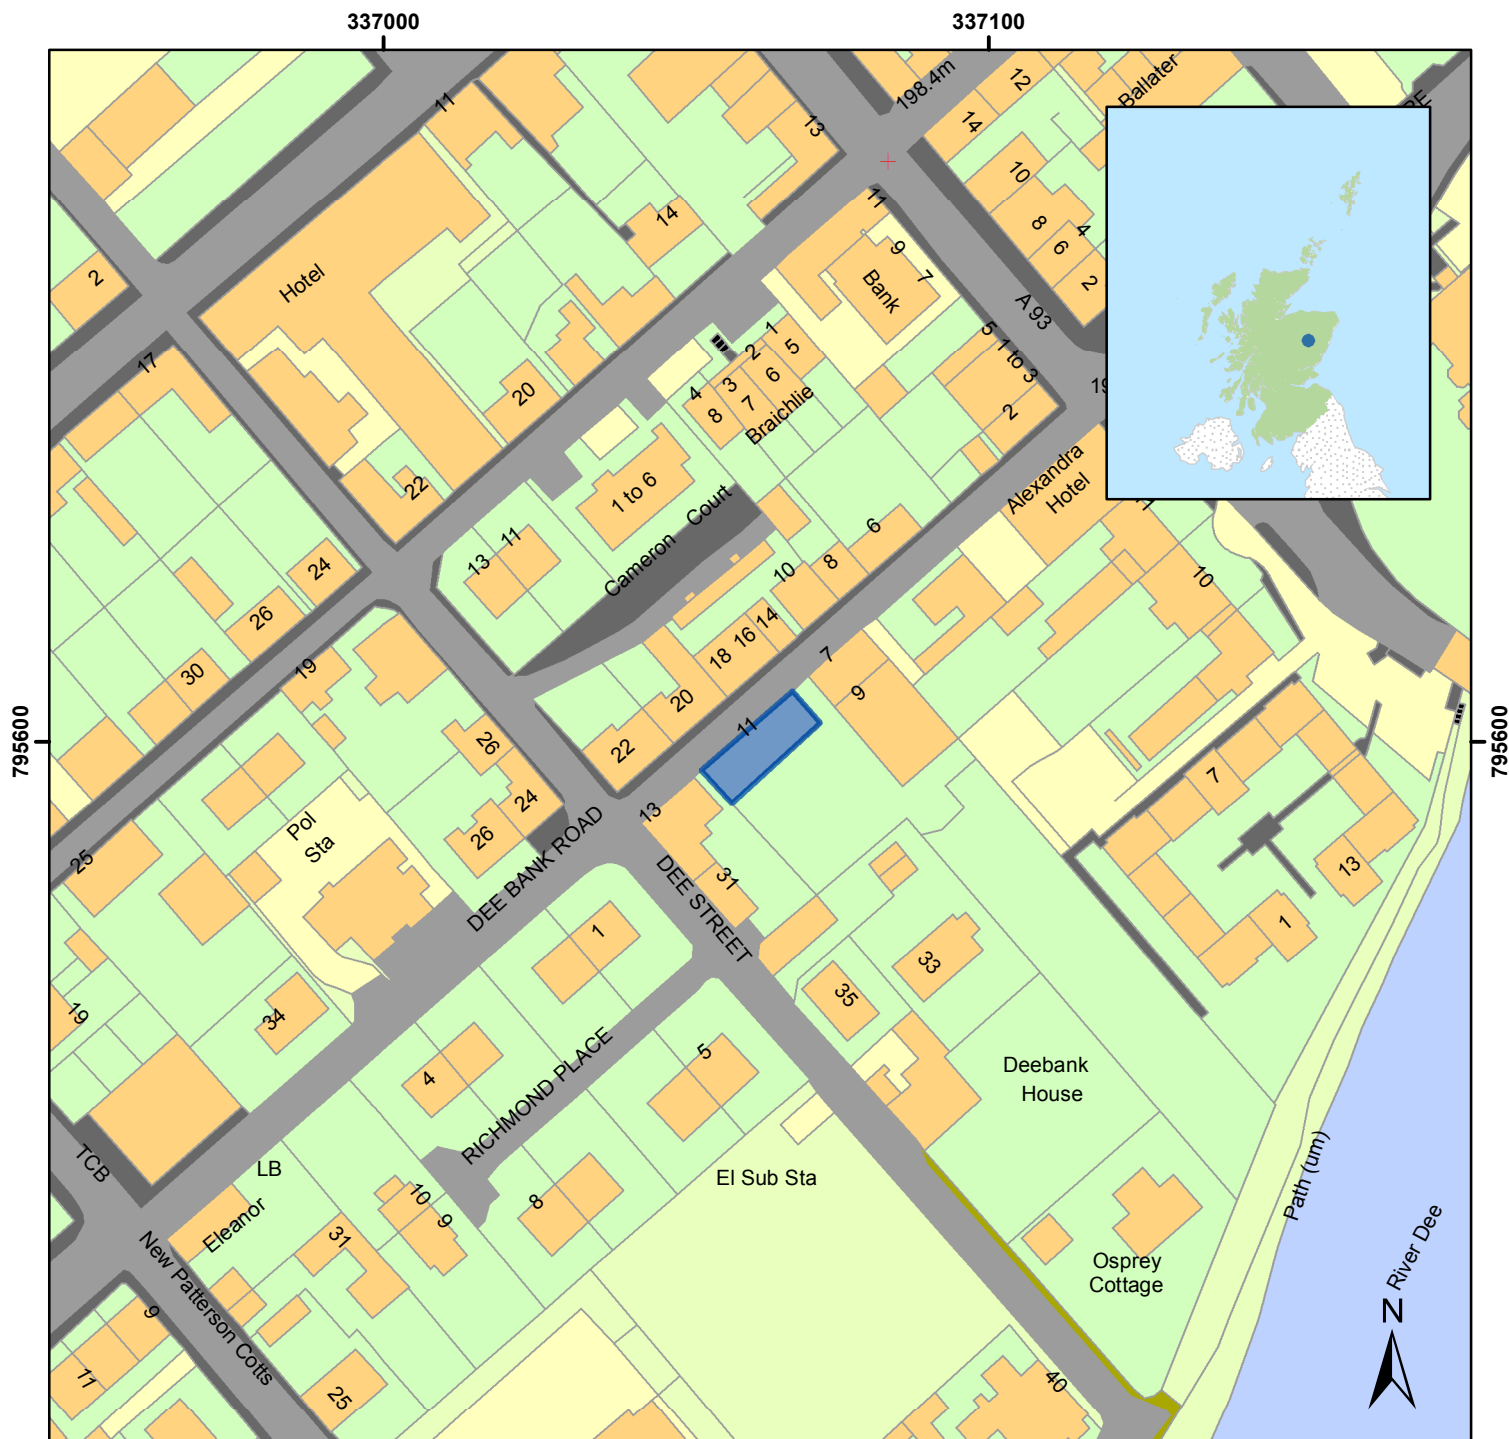 337000
337100
795600
795600
11
13
198.4m
12
14
Ballater
10
8
4
6
2
2
Hotel
14
11
9
7
Bank
A 93
17
20
22
1
2
5
3
6
4
7
8
Braichlie
5
1 to 3
2
19
1 to 6
Cameron Court
11
13
Alexandra
Hotel
6
8
10
14
16
18
20
22
10
24
26
30
19
7
9
11
26
24
26
13
31
Pol
Sta
25
DEE BANK ROAD
DEE STREET
7
13
1
1
33
35
19
34
4
5
RICHMOND PLACE
Deebank
House
TCB
LB
Eleanor
10
9
8
El Sub Sta
Path (um)
River Dee
31
New Patterson Cotts
9
11
25
Osprey
Cottage
40
N